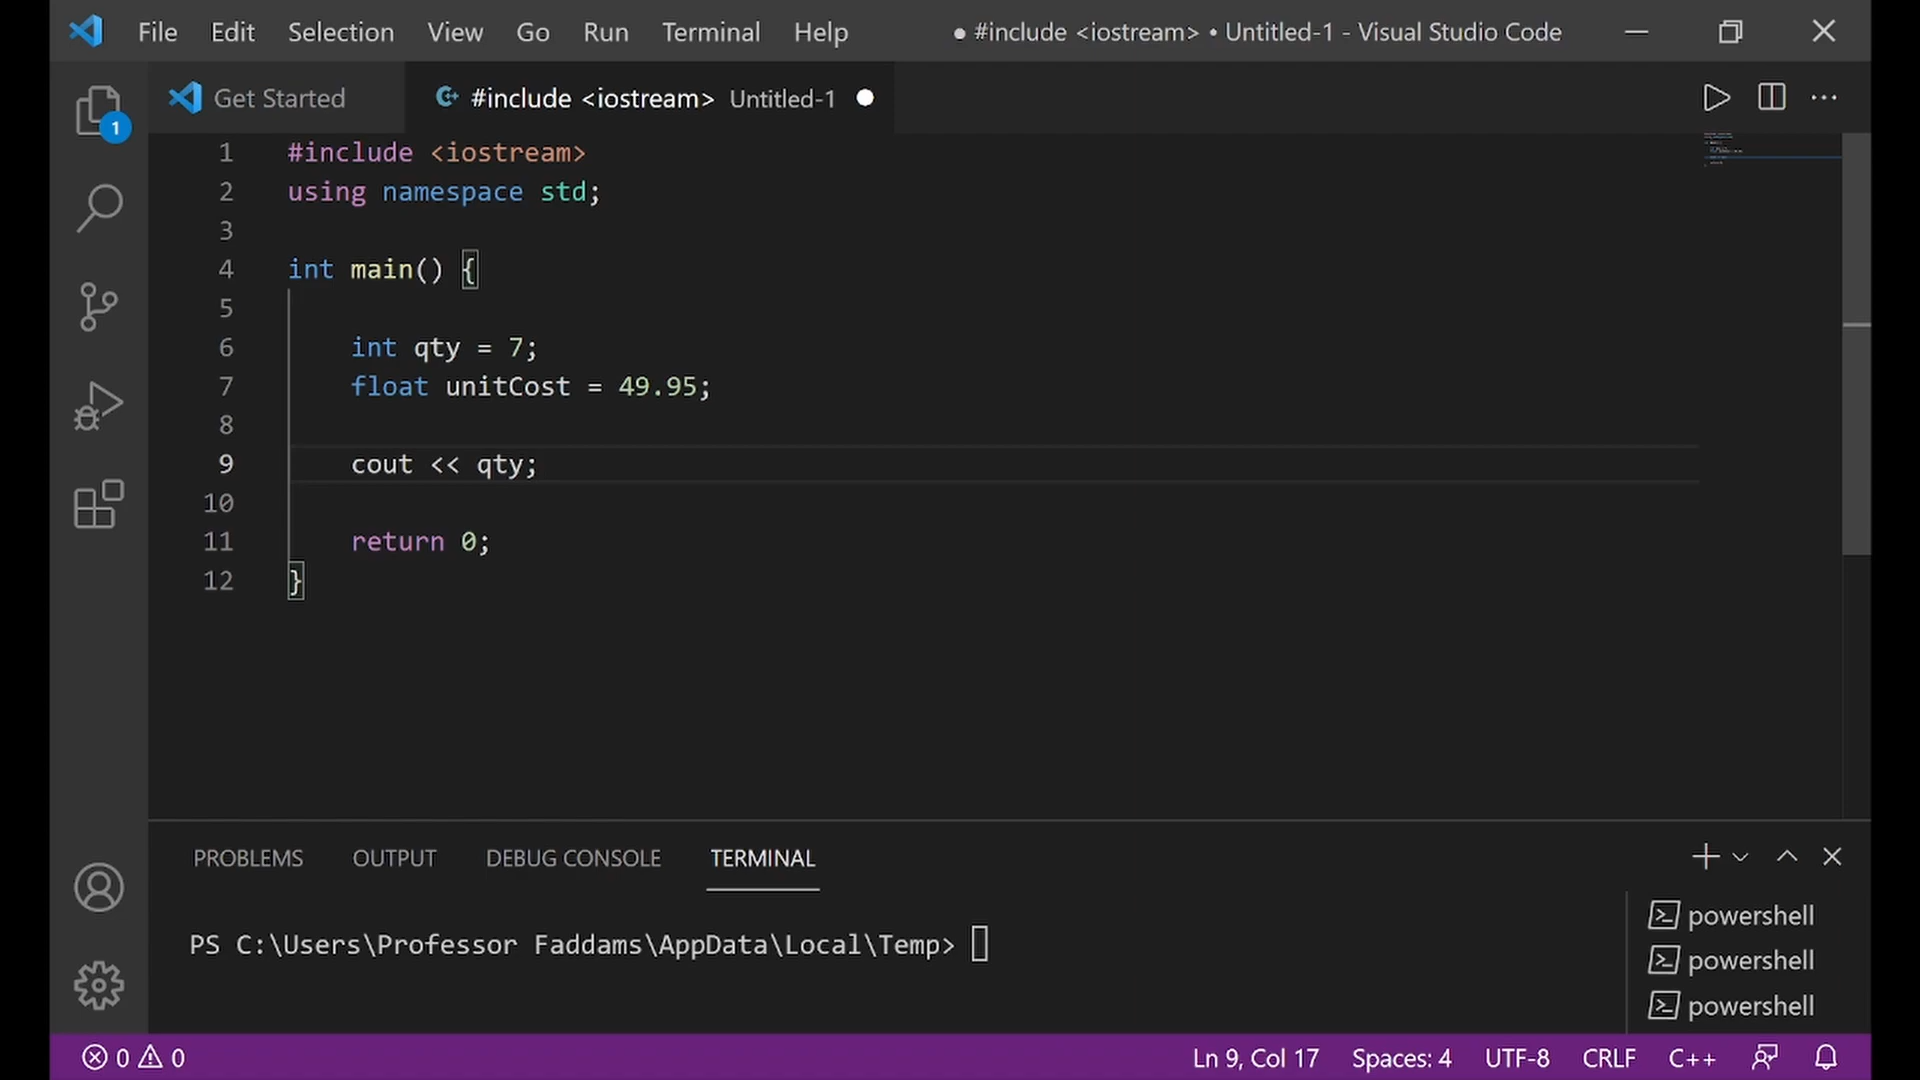 File Edit Selection View Go Run Terminal Help ● #include <iostream> • Untitled-1 - Visual Studio Code
Get Started #include <iostream> Untitled-1
1
1 #include <iostream>
2 using namespace std;
3
4 int main() {
5
6 int qty = 7;
7 float unitCost = 49.95;
8
9 cout << qty;
10
11 return 0;
12 }
PROBLEMS OUTPUT DEBUG CONSOLE TERMINAL
PS C:\Users\Professor Faddams\AppData\Local\Temp>
powershell
powershell
powershell
0 0 Ln 9, Col 17 Spaces: 4 UTF-8 CRLF C++